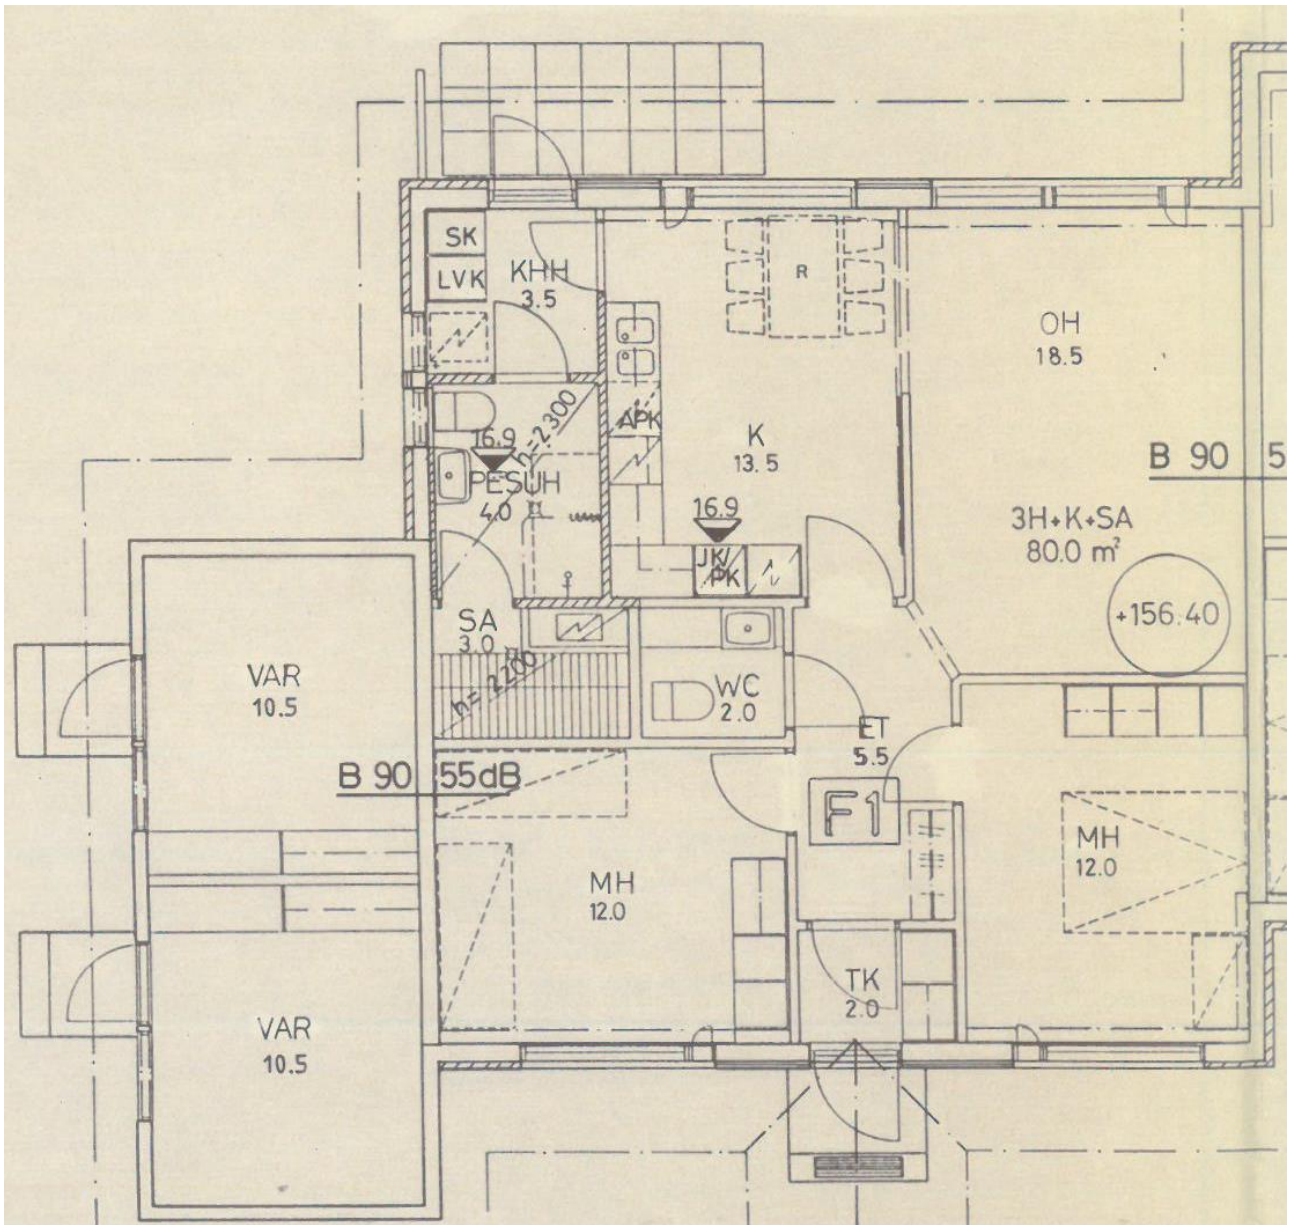 SK
LVK
KHH
3.5
R
OH
18.5
h=2300
APK
16.9
K
13.5
B 90 5
PESUH
4.0
16.9
3H+K+SA
80.0 m²
JK/
PK
SA
3.0
+156.40
h= 2200
VAR
10.5
WC
2.0
ET
5.5
B 90 55dB
F1
MH
12.0
MH
12.0
TK
2.0
VAR
10.5